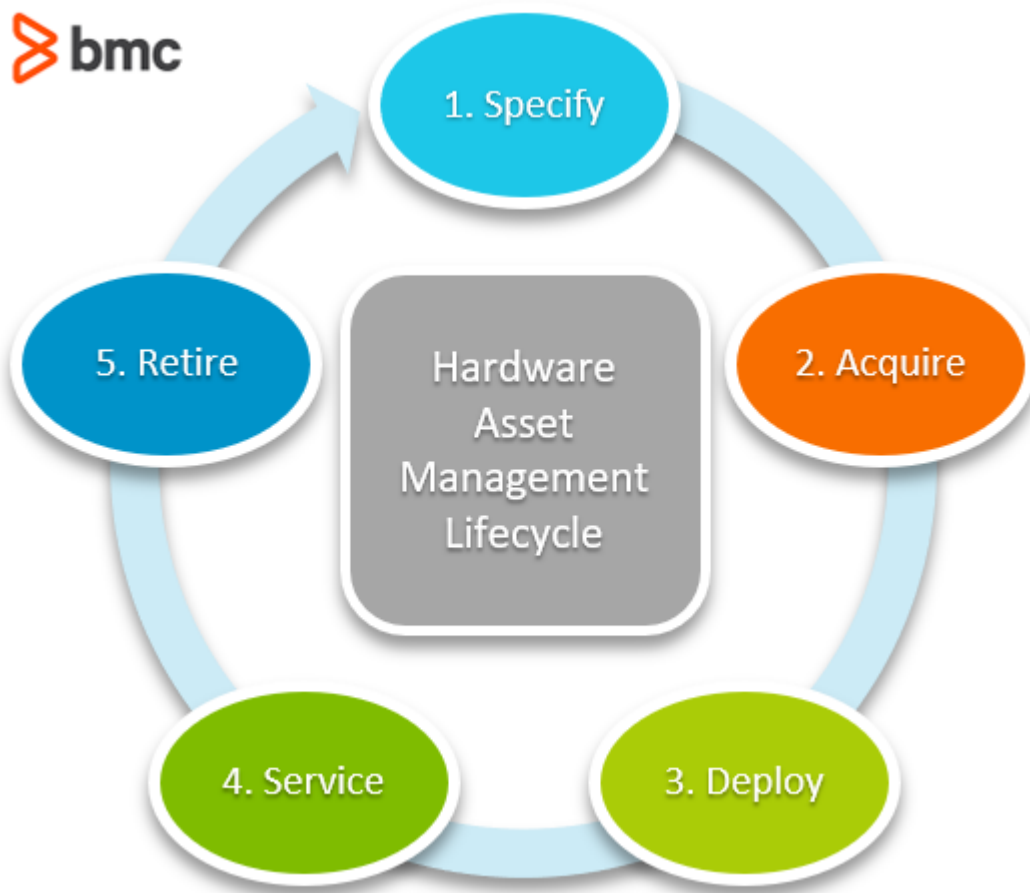 bmc
1. Specify
2. Acquire
3. Deploy
4. Service
5. Retire
Hardware
Asset
Management
Lifecycle